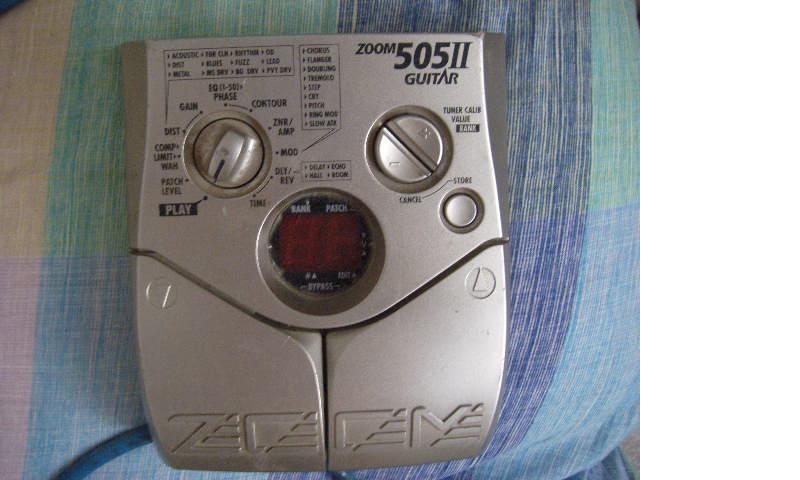 ZOOM 505II
GUITAR
ACOUSTIC FDR CLN RHYTHM OD
DIST BLUES FUZZ LEAD
METAL MS DRV BG DRV PVY DRV
CHORUS
FLANGER
DOUBLING
TREMOLO
STEP
CRY
PITCH
RING MOD
SLOW ATK
EQ (1-50)
PHASE
GAIN
CONTOUR
DIST
ZNR/
AMP
COMP
LIMIT
WAH
MOD
DLY/
REV
DELAY ECHO
HALL ROOM
PATCH
LEVEL
PLAY
TIME
TUNER CALIB
VALUE
BANK
+
−
STORE
CANCEL
BANK PATCH
#▲ EDIT
BYPASS
ZOOM